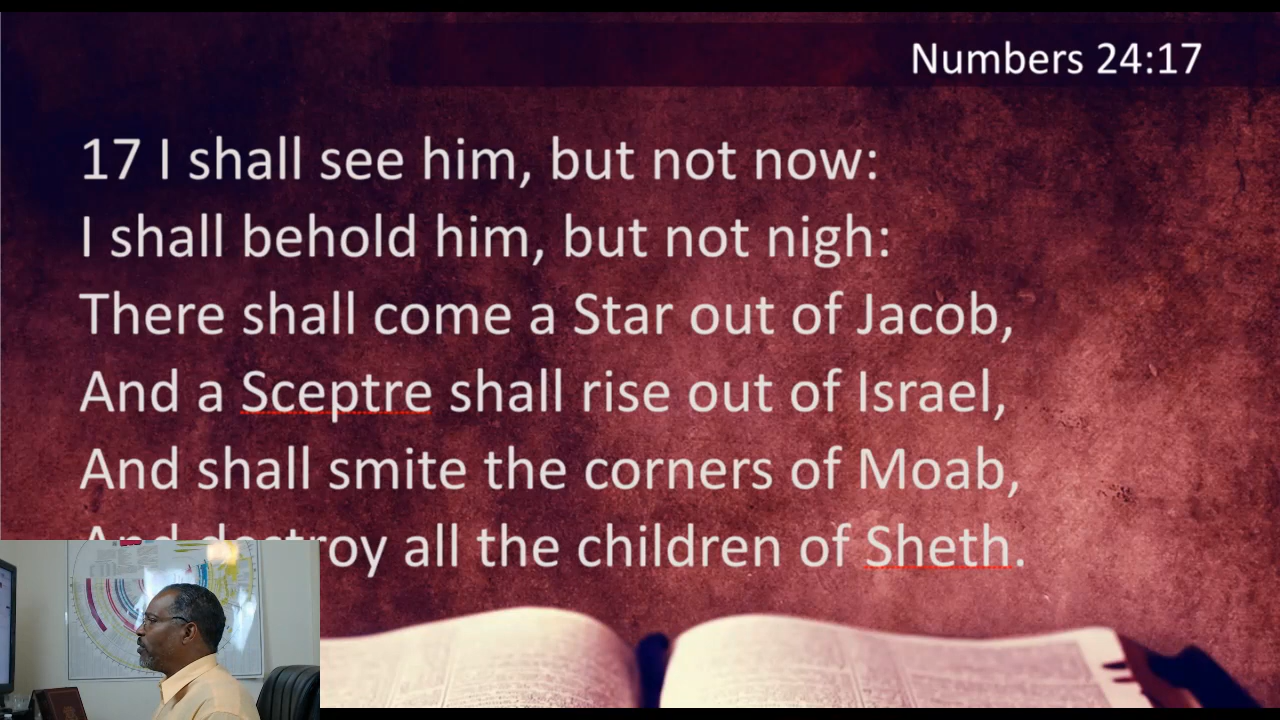 Numbers 24:17
17 I shall see him, but not now:
I shall behold him, but not nigh:
There shall come a Star out of Jacob,
And a Sceptre shall rise out of Israel,
And shall smite the corners of Moab,
And destroy all the children of Sheth.